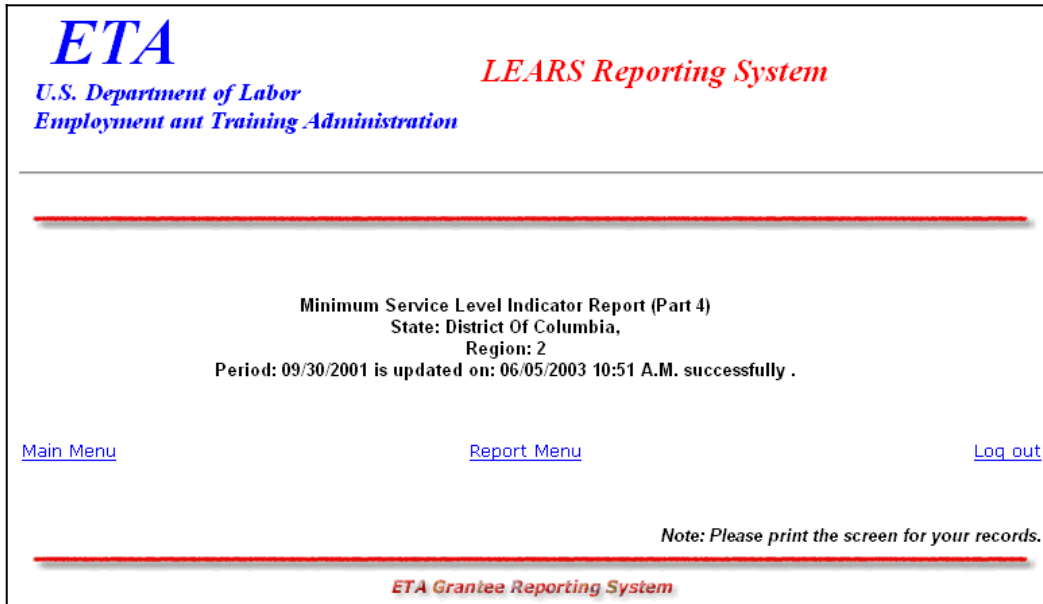 ETA
LEARS Reporting System
U.S. Department of Labor
Employment ant Training Administration
Minimum Service Level Indicator Report (Part 4)
State: District Of Columbia,
Region: 2
Period: 09/30/2001 is updated on: 06/05/2003 10:51 A.M. successfully .
Main Menu
Report Menu
Log out
Note: Please print the screen for your records.
ETA Grantee Reporting System